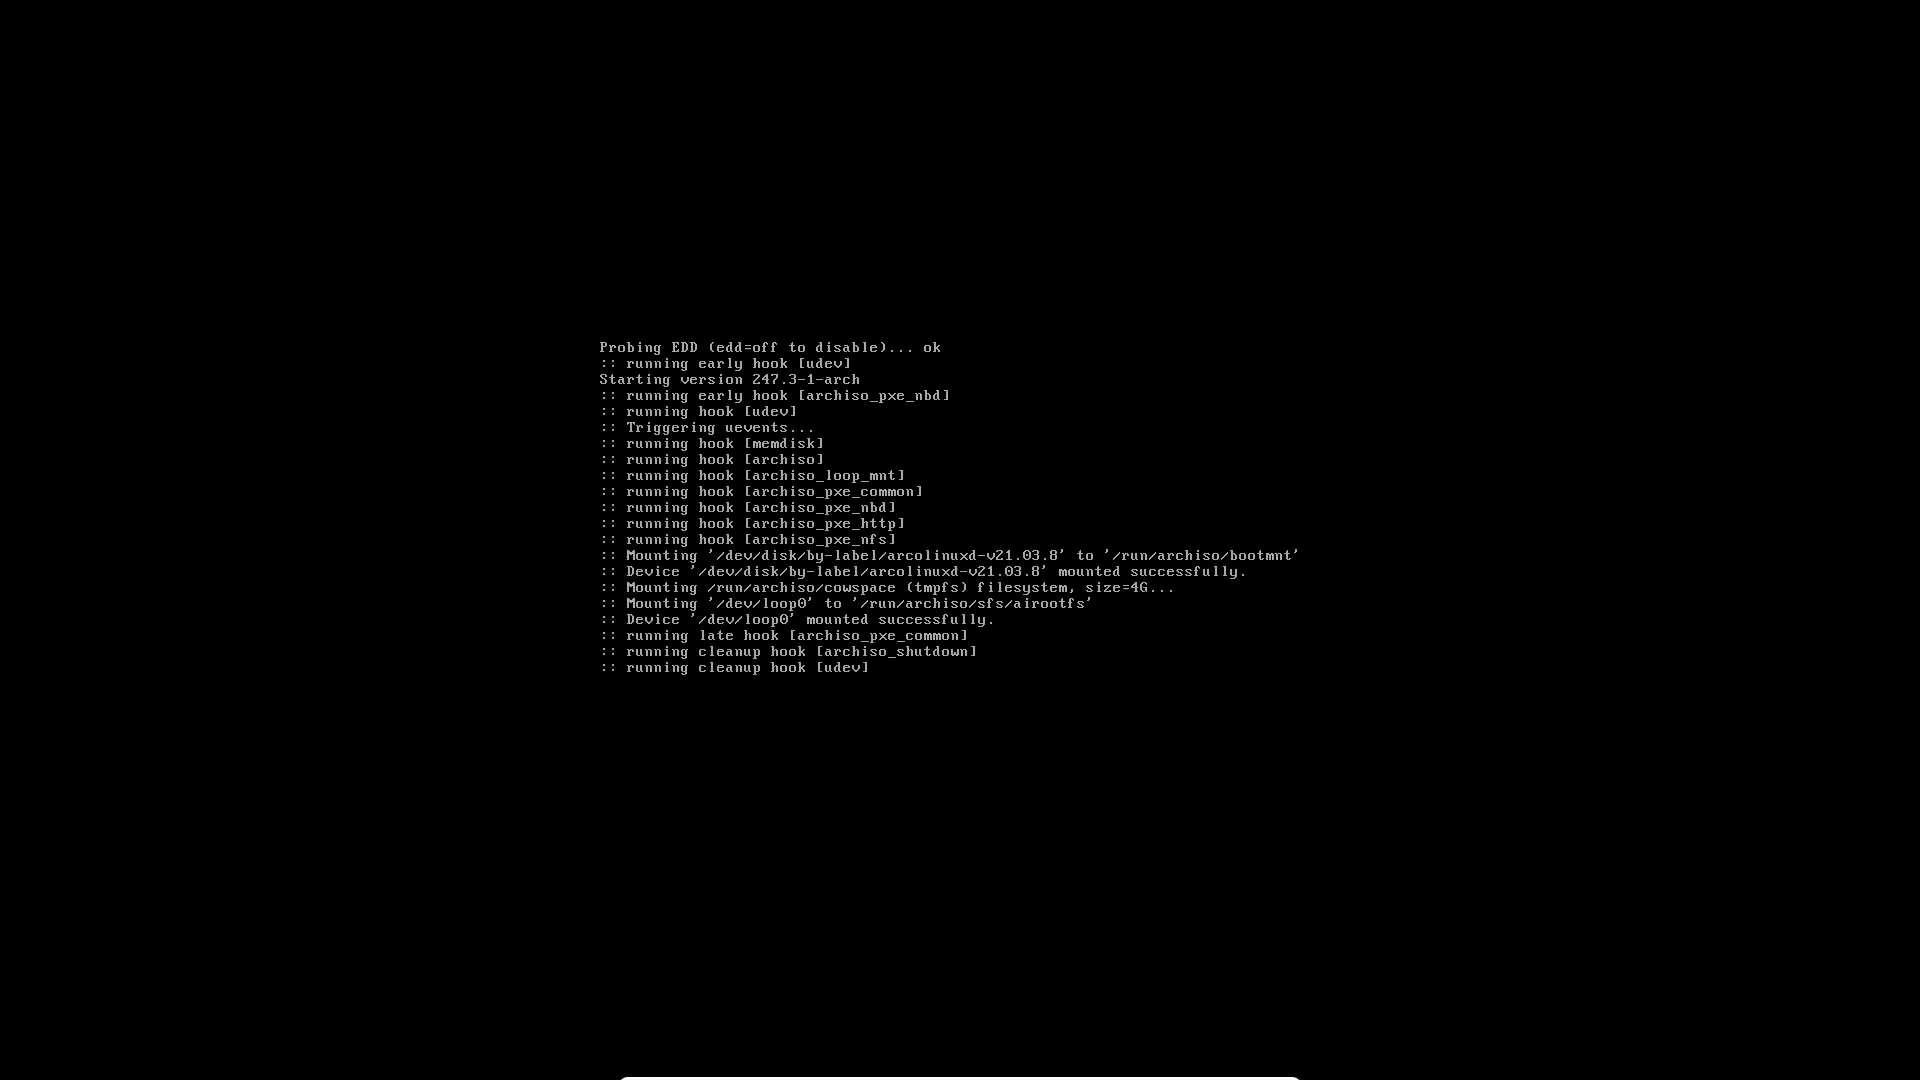 Probing EDD (edd=off to disable)... ok
:: running early hook [udev]
Starting version 247.3-1-arch
:: running early hook [archiso_pxe_nbd]
:: running hook [udev]
:: Triggering uevents...
:: running hook [memdisk]
:: running hook [archiso]
:: running hook [archiso_loop_mnt]
:: running hook [archiso_pxe_common]
:: running hook [archiso_pxe_nbd]
:: running hook [archiso_pxe_http]
:: running hook [archiso_pxe_nfs]
:: Mounting '/dev/disk/by-label/arcolinuxd-v21.03.8' to '/run/archiso/bootmnt'
:: Device '/dev/disk/by-label/arcolinuxd-v21.03.8' mounted successfully.
:: Mounting /run/archiso/cowspace (tmpfs) filesystem, size=4G...
:: Mounting '/dev/loop0' to '/run/archiso/sfs/airootfs'
:: Device '/dev/loop0' mounted successfully.
:: running late hook [archiso_pxe_common]
:: running cleanup hook [archiso_shutdown]
:: running cleanup hook [udev]